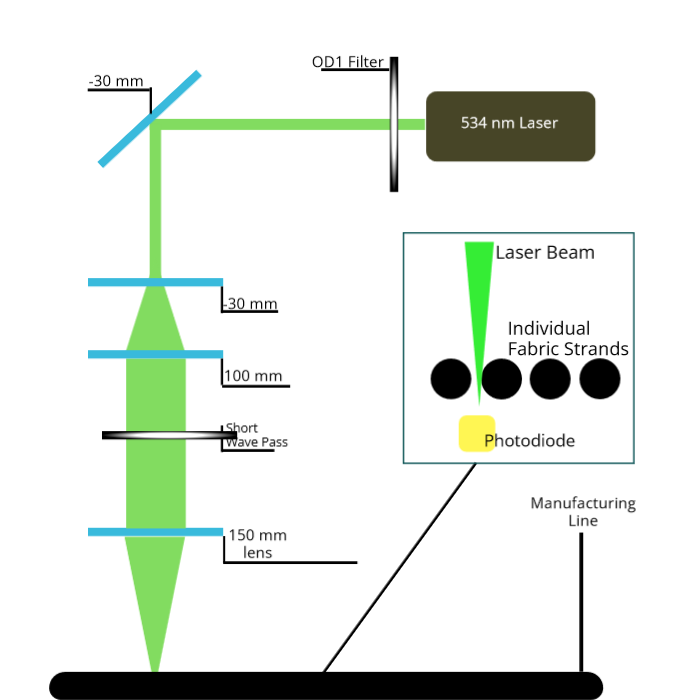 OD1 Filter
-30 mm
534 nm Laser
Laser Beam
-30 mm
Individual
Fabric Strands
100 mm
Short
Wave Pass
Photodiode
Manufacturing
Line
150 mm
lens